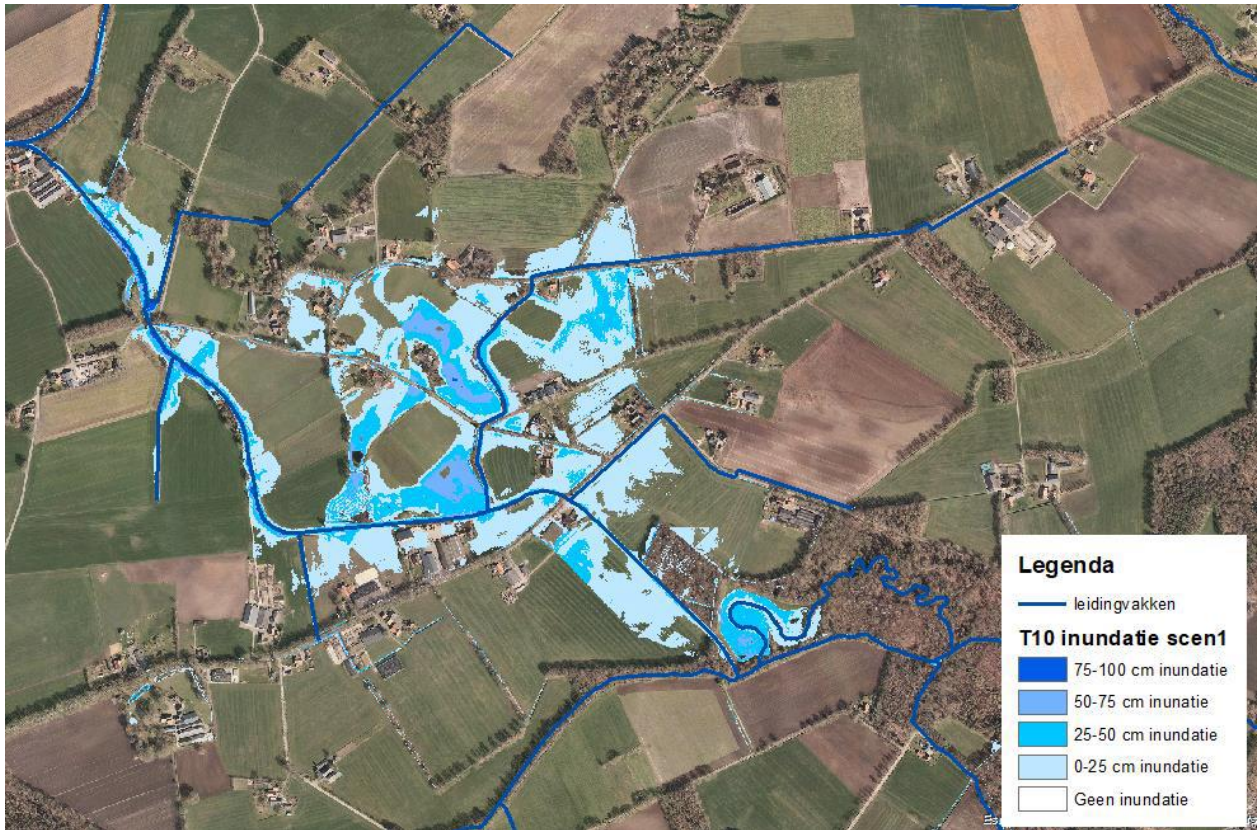 Legenda
leidingvakken
T10 inundatie scen1
75-100 cm inundatie
50-75 cm inunatie
25-50 cm inundatie
0-25 cm inundatie
Geen inundatie